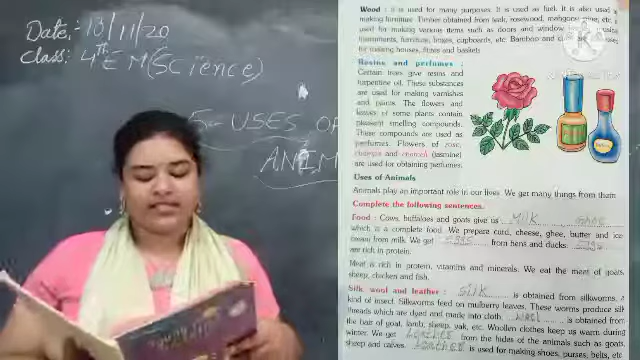 Date:- 13/11/20
Class:- 4th E M (Science)
5. USES OF
ANIM
Wood : It is used for many purposes. It is used as fuel. It is also used
making furniture. Timber obtained from teak, rosewood, mahogany, etc.
used for making various items such as doors and window
instruments, furniture, boxes, cupboards, etc. Bamboo and
for making houses, flutes and baskets
Resins and perfumes :
Certain trees give resins and
turpentine oil. These substances
are used for making varnishes
and paints. The flowers and
leaves of some plants contain
pleasant smelling compounds.
These compounds are used as
perfumes. Flowers of rose,
champa and chameli (jasmine)
are used for obtaining perfumes.
Uses of Animals
Animals play an important role in our lives. We get many things from them
Complete the following sentences.
Food : Cows, buffaloes and goats give us Milk
which is a complete food. We prepare curd, cheese, ghee, butter and ice
cream from milk. We get eggs from hens and ducks.
are rich in protein.
Meat is rich in protein, vitamins and minerals. We eat the meat of goats,
sheep, chicken and fish.
Silk, wool and leather : Silk is obtained from silkworms, a
kind of insect. Silkworms feed on mulberry leaves. These worms produce silk
threads which are dyed and made into cloth. Wool is obtained from
the hair of goat, lamb, sheep, yak, etc. Woollen clothes keep us warm during
winter. We get Leather from the hides of animals such as goats,
sheep and calves. Leather is used for making shoes, purses, belts, etc.